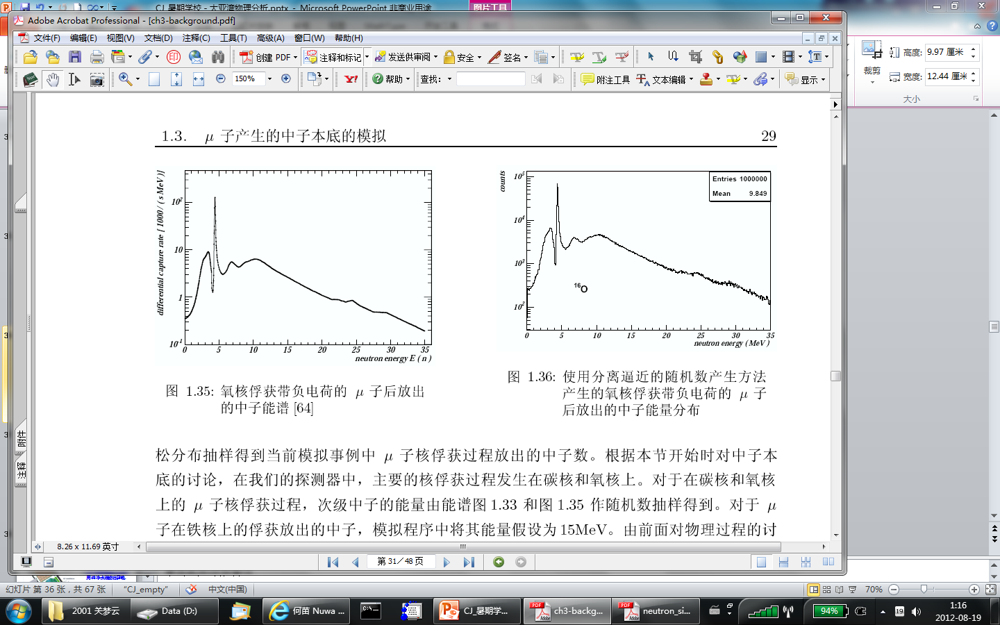 CJ_暑期学校 - 大亚湾物理分析.pptx - Microsoft PowerPoint 非商业用途
图片工具
Adobe Acrobat Professional - [ch3-background.pdf]
文件(F) 编辑(E) 视图(V) 文档(D) 注释(C) 工具(T) 高级(A) 窗口(W) 帮助(H)
创建 PDF 注释和标记 发送供审阅 安全 签名
150% Y! 帮助 查找: 附注工具 文本编辑 显示
裁剪
高度: 9.97 厘米
宽度: 12.44 厘米
大小
1.3. μ 子产生的中子本底的模拟 29
differential capture rate [ 1000 / ( s MeV )]
10²
10
1
10⁻¹
0 5 10 15 20 25 30 35
neutron energy E ( n )
counts
10⁵
10⁴
10³
10²
Entries 1000000
Mean 9.849
¹⁶O
0 5 10 15 20 25 30 35
neutron energy ( MeV )
图 1.35: 氧核俘获带负电荷的 μ 子后放出
的中子能谱 [64]
图 1.36: 使用分离逼近的随机数产生方法
产生的氧核俘获带负电荷的 μ 子
后放出的中子能量分布
松分布抽样得到当前模拟事例中 μ 子核俘获过程放出的中子数。根据本节开始时对中子本
底的讨论，在我们的探测器中，主要的核俘获过程发生在碳核和氧核上。对于在碳核和氧核
上的 μ 子核俘获过程，次级中子的能量由能谱图 1.33 和图 1.35 作随机数抽样得到。对于 μ
子在铁核上的俘获放出的中子，模拟程序中将其能量假设为 15MeV。由前面对物理过程的讨
附件
注释
8.26 x 11.69 英寸
第 31／48 页
幻灯片 第 36 张，共 67 张 “CJ_empty” 中文(中国) 70%
2001 关梦云 Data (D:) 何苗 Nuwa ... CJ_暑期学... ch3-backg... neutron_si... 94% 19 1:16
2012-08-19